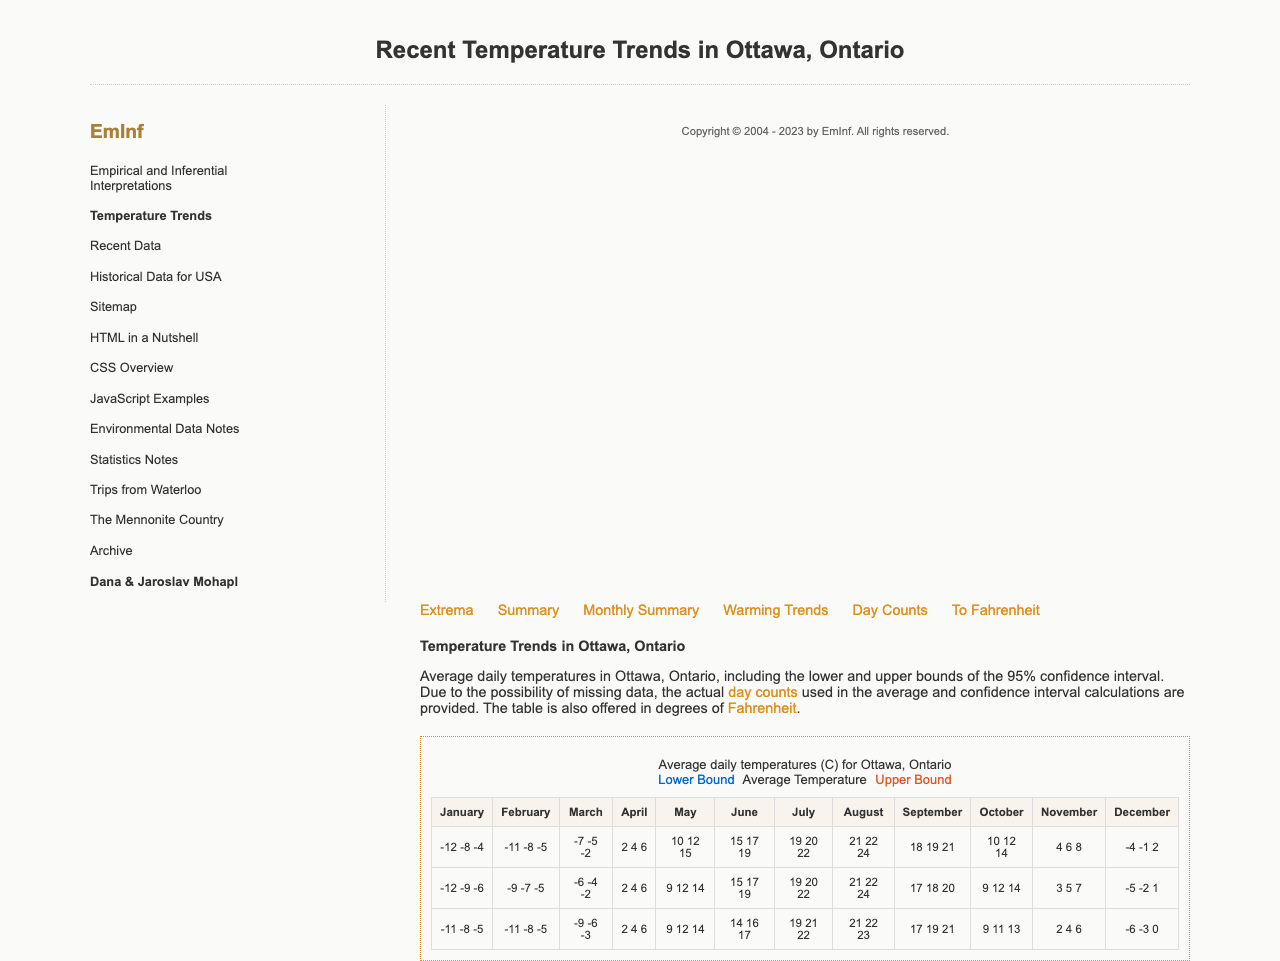 Recent Temperature Trends in Ottawa, Ontario
EmInf
Empirical and Inferential
Interpretations
Temperature Trends
Recent Data
Historical Data for USA
Sitemap
HTML in a Nutshell
CSS Overview
JavaScript Examples
Environmental Data Notes
Statistics Notes
Trips from Waterloo
The Mennonite Country
Archive
Dana & Jaroslav Mohapl
Copyright © 2004 - 2023 by EmInf. All rights reserved.
Extrema Summary Monthly Summary Warming Trends Day Counts To Fahrenheit
Temperature Trends in Ottawa, Ontario
Average daily temperatures in Ottawa, Ontario, including the lower and upper bounds of the 95% confidence interval.
Due to the possibility of missing data, the actual day counts used in the average and confidence interval calculations are
provided. The table is also offered in degrees of Fahrenheit.
Average daily temperatures (C) for Ottawa, Ontario
Lower Bound Average Temperature Upper Bound
January February March April May June July August September October November December
-12 -8 -4 -11 -8 -5 -7 -5 -2 2 4 6 10 12 15 15 17 19 19 20 22 21 22 24 18 19 21 10 12 14 4 6 8 -4 -1 2
-12 -9 -6 -9 -7 -5 -6 -4 -2 2 4 6 9 12 14 15 17 19 19 20 22 21 22 24 17 18 20 9 12 14 3 5 7 -5 -2 1
-11 -8 -5 -11 -8 -5 -9 -6 -3 2 4 6 9 12 14 14 16 17 19 21 22 21 22 23 17 19 21 9 11 13 2 4 6 -6 -3 0